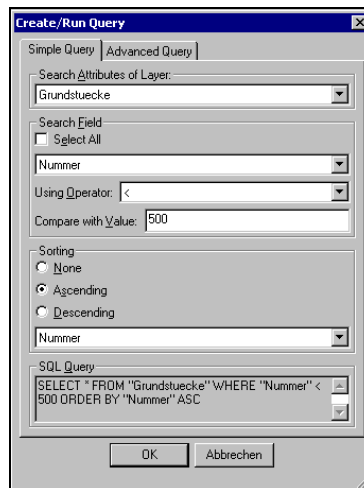 Create/Run Query
Simple Query Advanced Query
Search Attributes of Layer:
Grundstuecke
Search Field
Select All
Nummer
Using Operator: <
Compare with Value: 500
Sorting
None
Ascending
Descending
Nummer
SQL Query
SELECT * FROM "Grundstuecke" WHERE "Nummer" <
500 ORDER BY "Nummer" ASC
OK Abbrechen